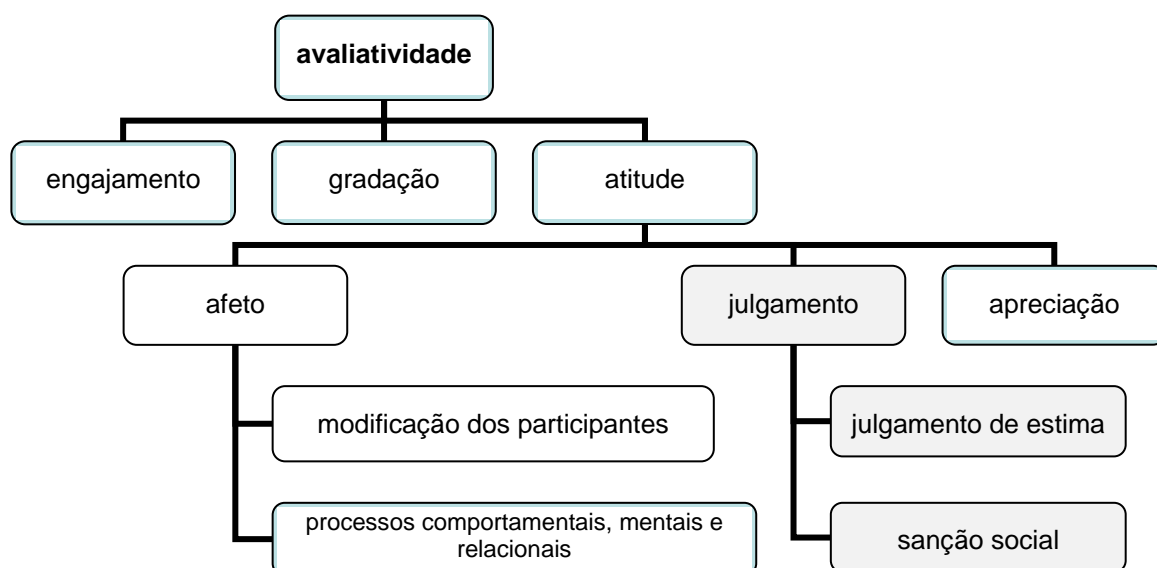 avaliatividade
engajamento
gradação
atitude
afeto
julgamento
apreciação
modificação dos participantes
julgamento de estima
processos comportamentais, mentais e
relacionais
sanção social